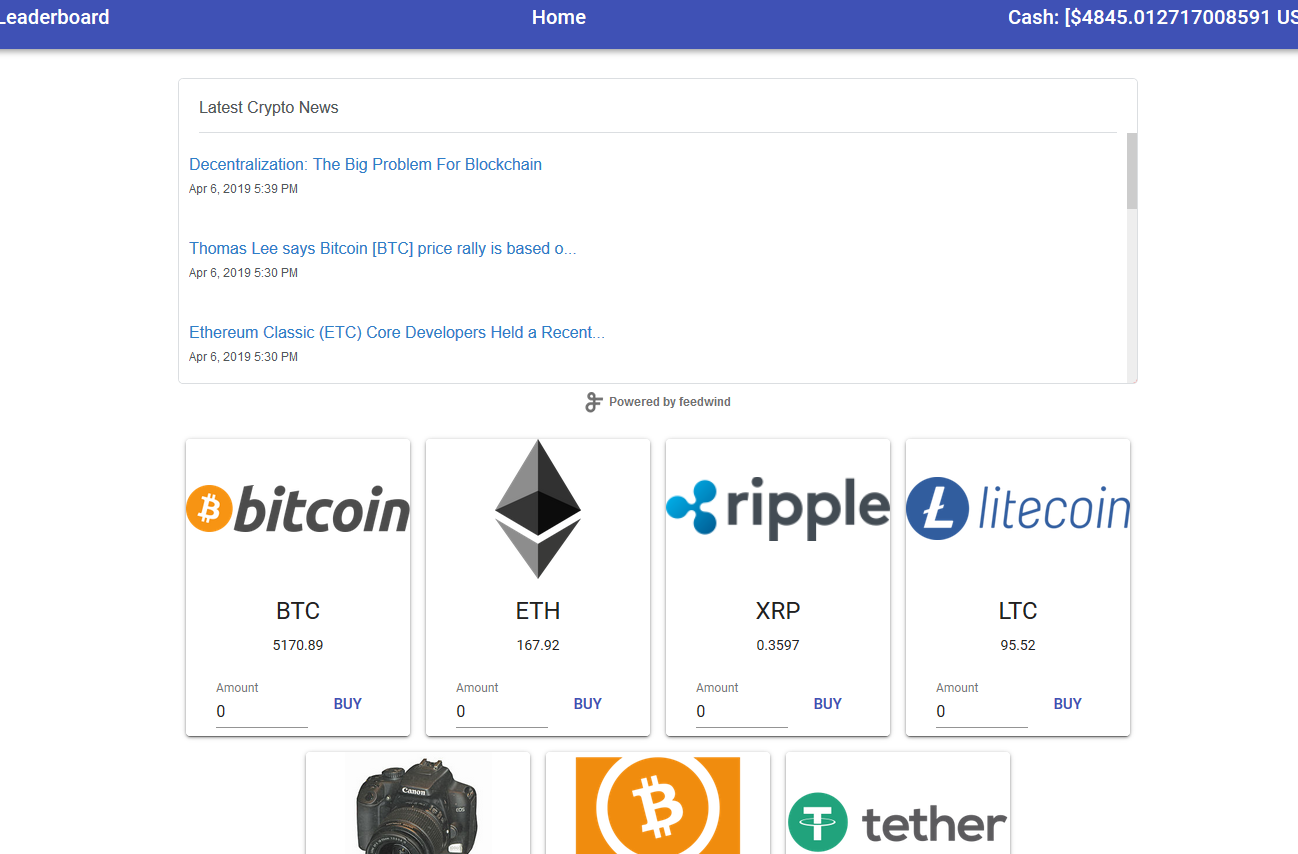 Leaderboard
Home
Cash: [$4845.012717008591 US
Latest Crypto News
Decentralization: The Big Problem For Blockchain
Apr 6, 2019 5:39 PM
Thomas Lee says Bitcoin [BTC] price rally is based o...
Apr 6, 2019 5:30 PM
Ethereum Classic (ETC) Core Developers Held a Recent...
Apr 6, 2019 5:30 PM
Powered by feedwind
bitcoin
ripple
litecoin
BTC
ETH
XRP
LTC
5170.89
167.92
0.3597
95.52
Amount
0
BUY
Amount
0
BUY
Amount
0
BUY
Amount
0
BUY
Canon
EOS
tether